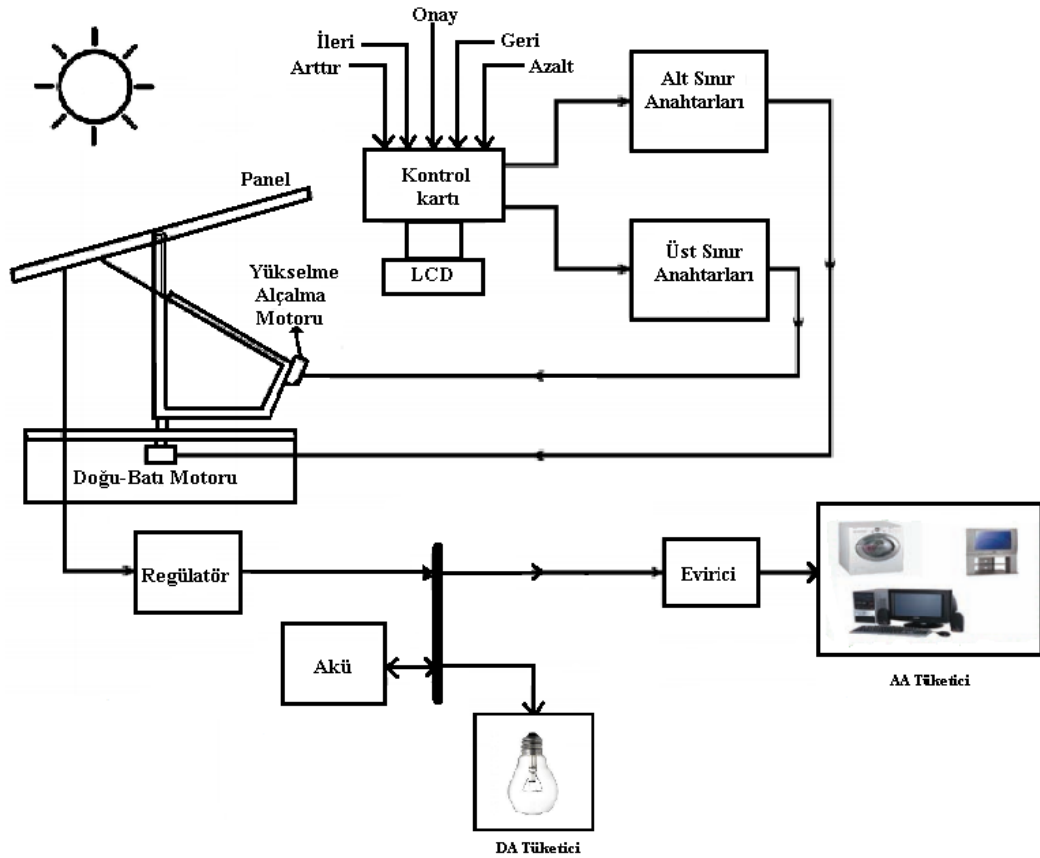 Onay
İleri
Geri
Arttır
Azalt
Alt Sınır
Anahtarları
Kontrol
kartı
LCD
Üst Sınır
Anahtarları
Panel
Yükselme
Alçalma
Motoru
Doğu-Batı Motoru
Regülatör
Evirici
Akü
AA Tüketici
DA Tüketici